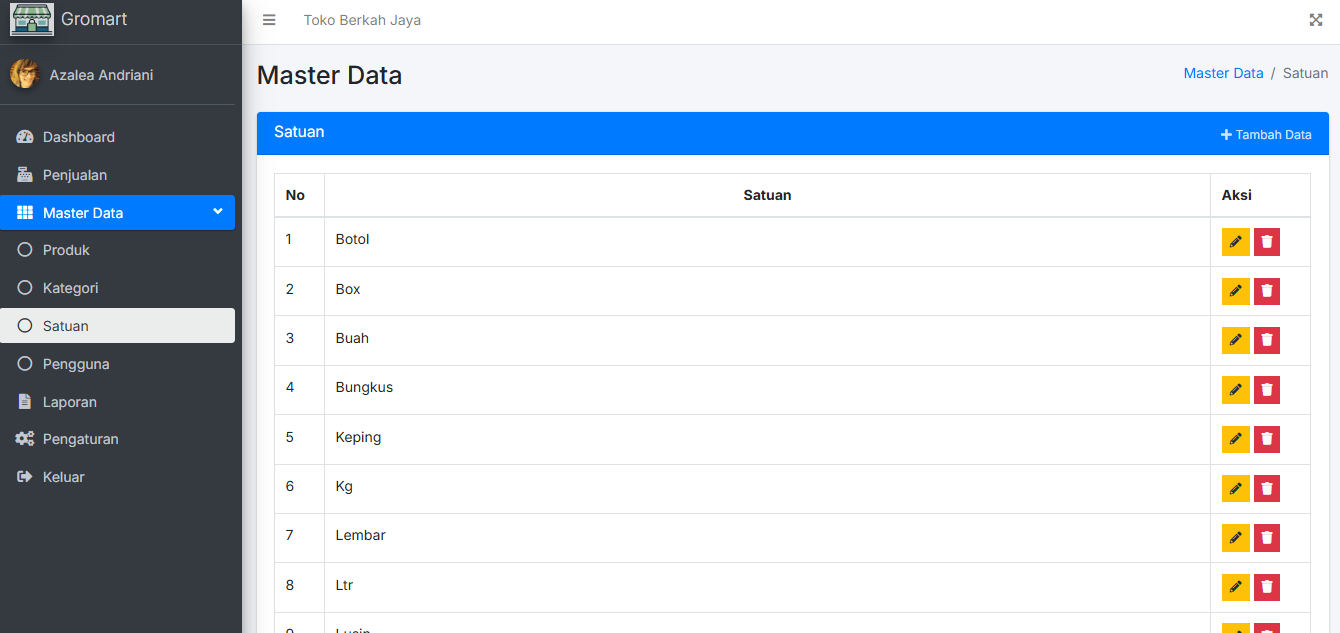 Gromart
Toko Berkah Jaya
Azalea Andriani
Dashboard
Penjualan
Master Data
Produk
Kategori
Satuan
Pengguna
Laporan
Pengaturan
Keluar
Master Data
Master Data / Satuan
Satuan
Tambah Data
No Satuan Aksi
1 Botol
2 Box
3 Buah
4 Bungkus
5 Keping
6 Kg
7 Lembar
8 Ltr